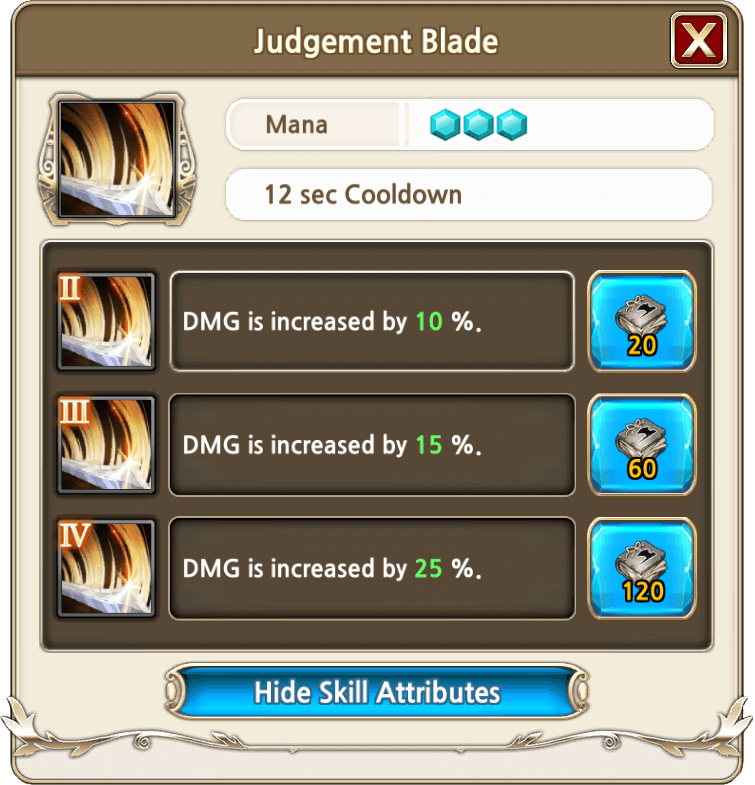 Judgement Blade
X
Mana
12 sec Cooldown
II
DMG is increased by 10 %.
20
III
DMG is increased by 15 %.
60
IV
DMG is increased by 25 %.
120
Hide Skill Attributes